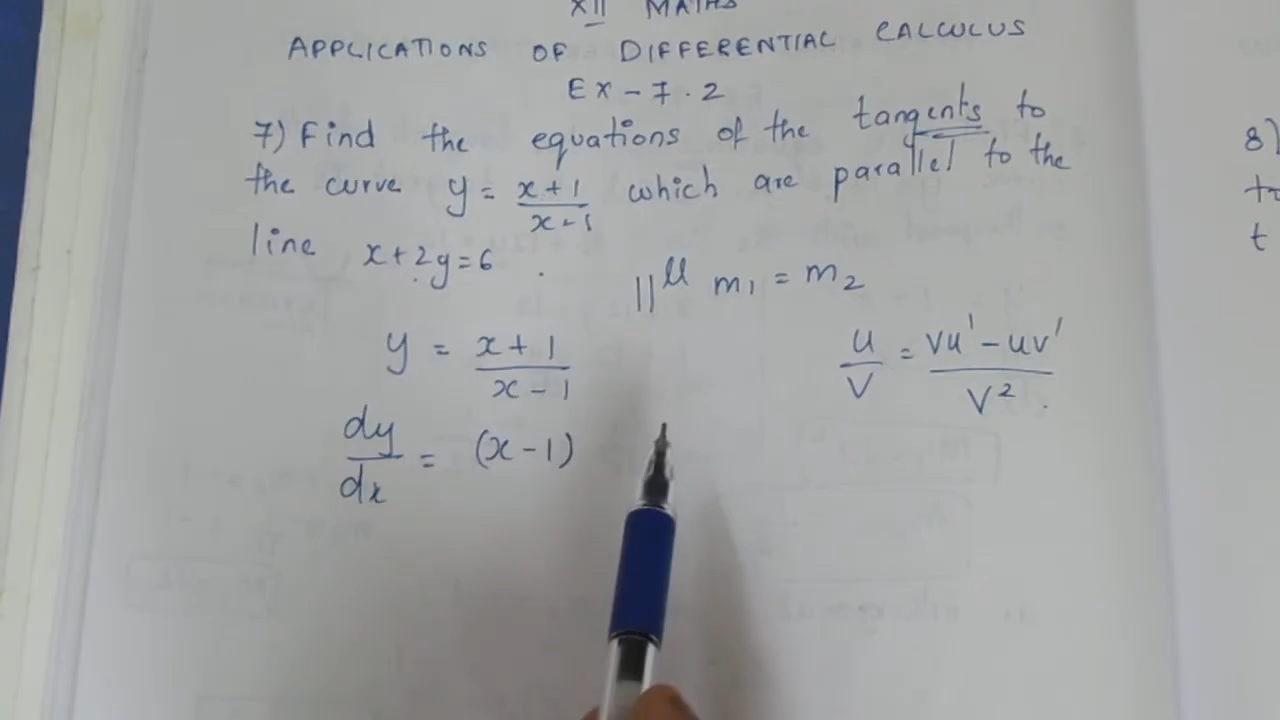 XII MATHS
APPLICATIONS OF DIFFERENTIAL CALCULUS
EX - 7.2
7) Find the equations of the tangents to
the curve y = x+1 / x-1 which are parallel to the
line x+2y=6 .
||ll m1 = m2
y = x+1 / x-1
u/v = vu' - uv' / v² .
dy/dx = (x-1)
8)
t